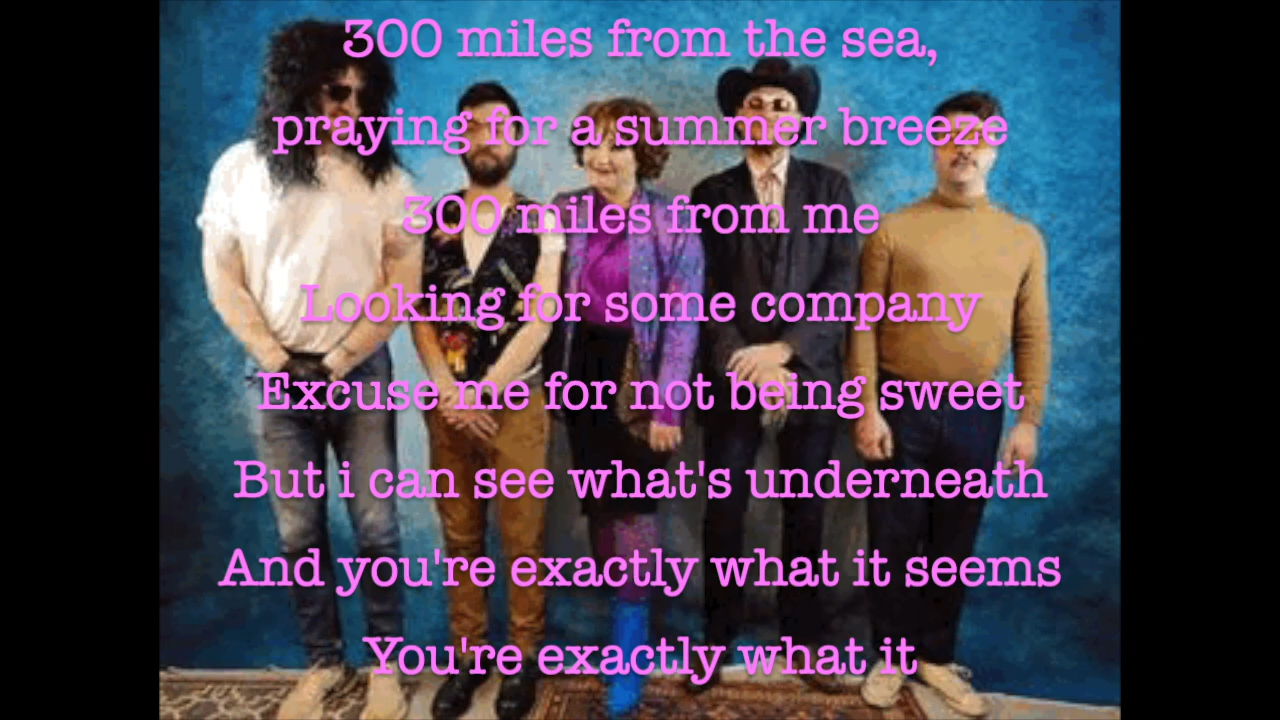 300 miles from the sea,
praying for a summer breeze
300 miles from me
Looking for some company
Excuse me for not being sweet
But i can see what's underneath
And you're exactly what it seems
You're exactly what it